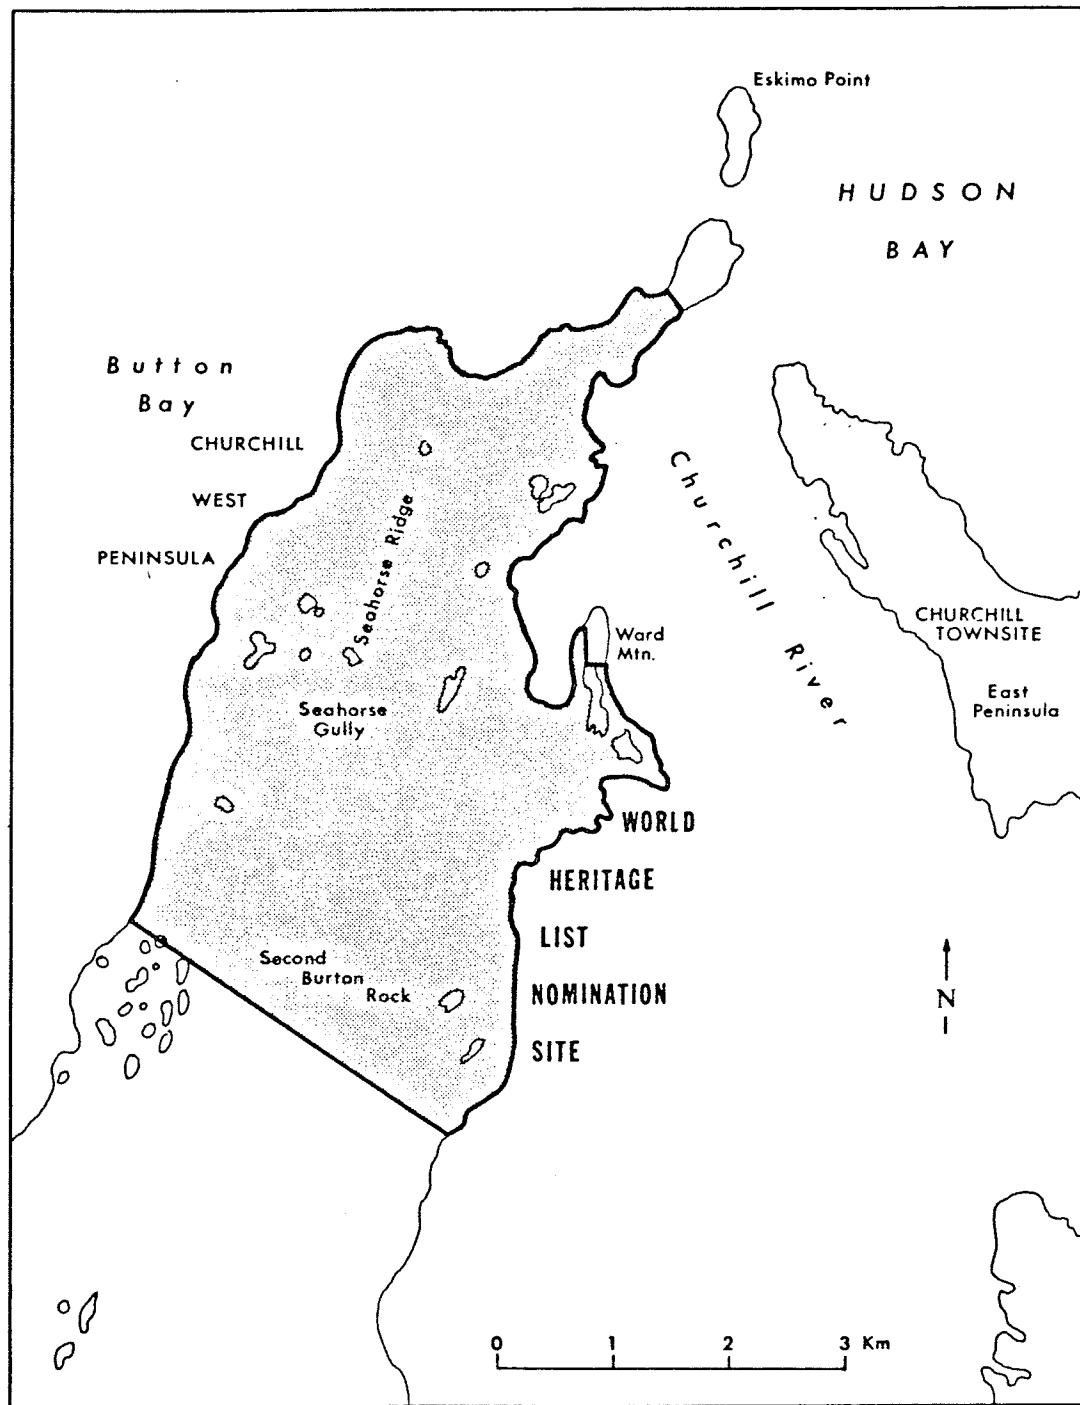 Eskimo Point
HUDSON
BAY
Button
Bay
CHURCHILL
WEST
PENINSULA
Seahorse Ridge
Churchill River
Ward
Mtn.
CHURCHILL
TOWNSITE
East
Peninsula
Seahorse
Gully
WORLD
HERITAGE
LIST
NOMINATION
SITE
Second
Burton
Rock
N
0 1 2 3 Km